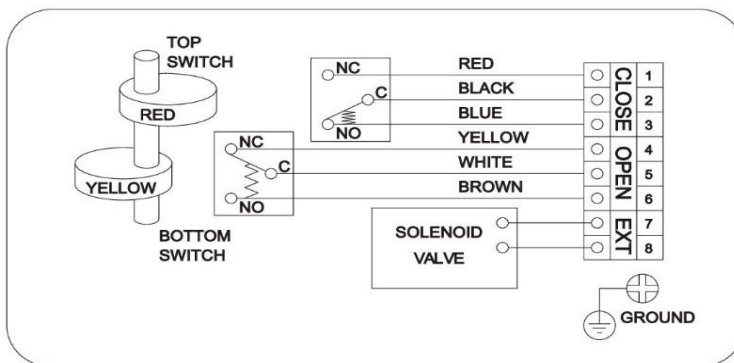 TOP
SWITCH
RED
YELLOW
BOTTOM
SWITCH
NC
C
NO
NC
C
NO
RED
BLACK
BLUE
YELLOW
WHITE
BROWN
SOLENOID
VALVE
CLOSE
OPEN
EXT
1
2
3
4
5
6
7
8
GROUND